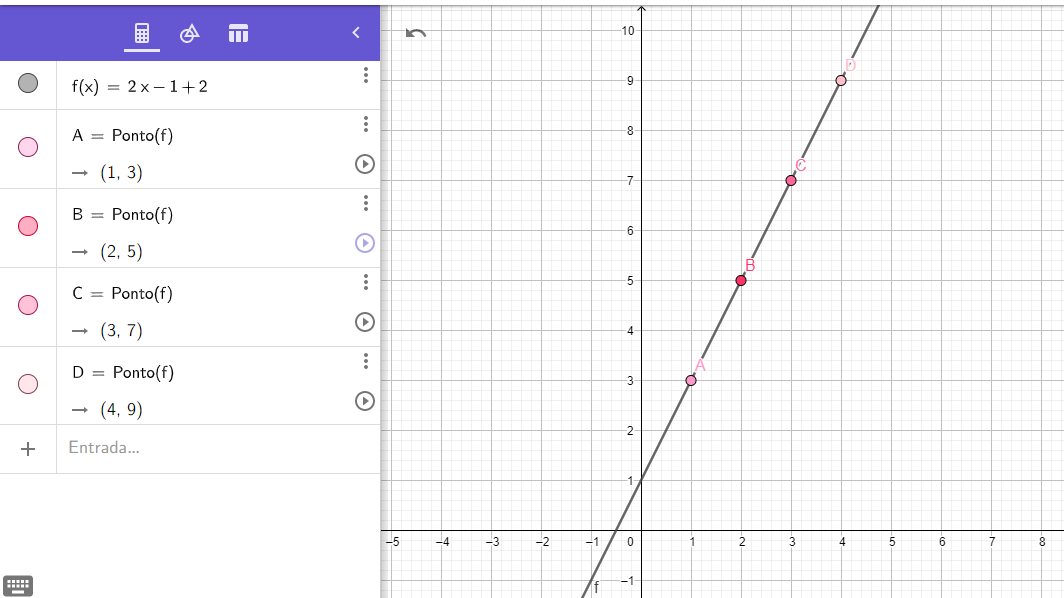 f(x) = 2 x − 1 + 2
A = Ponto(f)
→ (1, 3)
B = Ponto(f)
→ (2, 5)
C = Ponto(f)
→ (3, 7)
D = Ponto(f)
→ (4, 9)
+ Entrada...
10
9
8
7
6
5
4
3
2
1
−1
−5 −4 −3 −2 −1 0 1 2 3 4 5 6 7 8
D
C
B
A
f